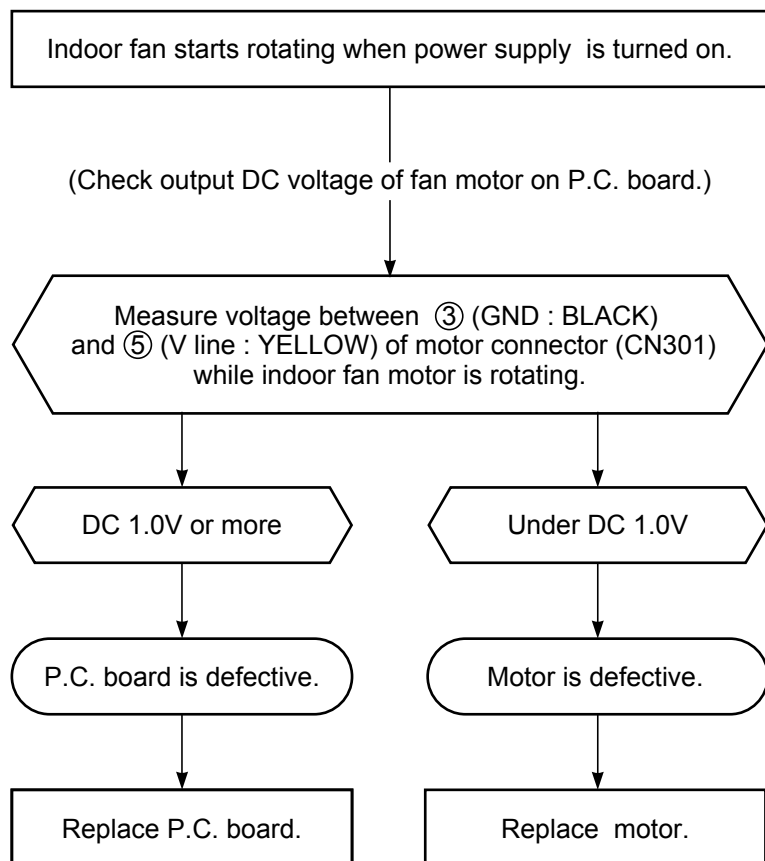 Indoor fan starts rotating when power supply is turned on.
(Check output DC voltage of fan motor on P.C. board.)
Measure voltage between ③ (GND : BLACK)
and ⑤ (V line : YELLOW) of motor connector (CN301)
while indoor fan motor is rotating.
DC 1.0V or more
Under DC 1.0V
P.C. board is defective.
Motor is defective.
Replace P.C. board.
Replace motor.